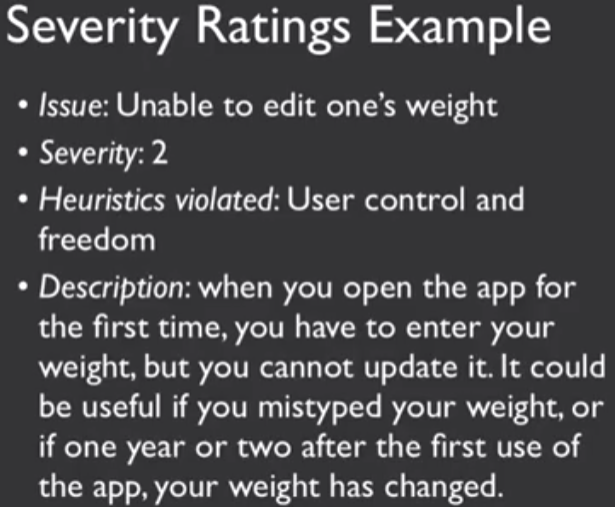 Severity Ratings Example
• Issue: Unable to edit one's weight
• Severity: 2
• Heuristics violated: User control and
freedom
• Description: when you open the app for
the first time, you have to enter your
weight, but you cannot update it. It could
be useful if you mistyped your weight, or
if one year or two after the first use of
the app, your weight has changed.